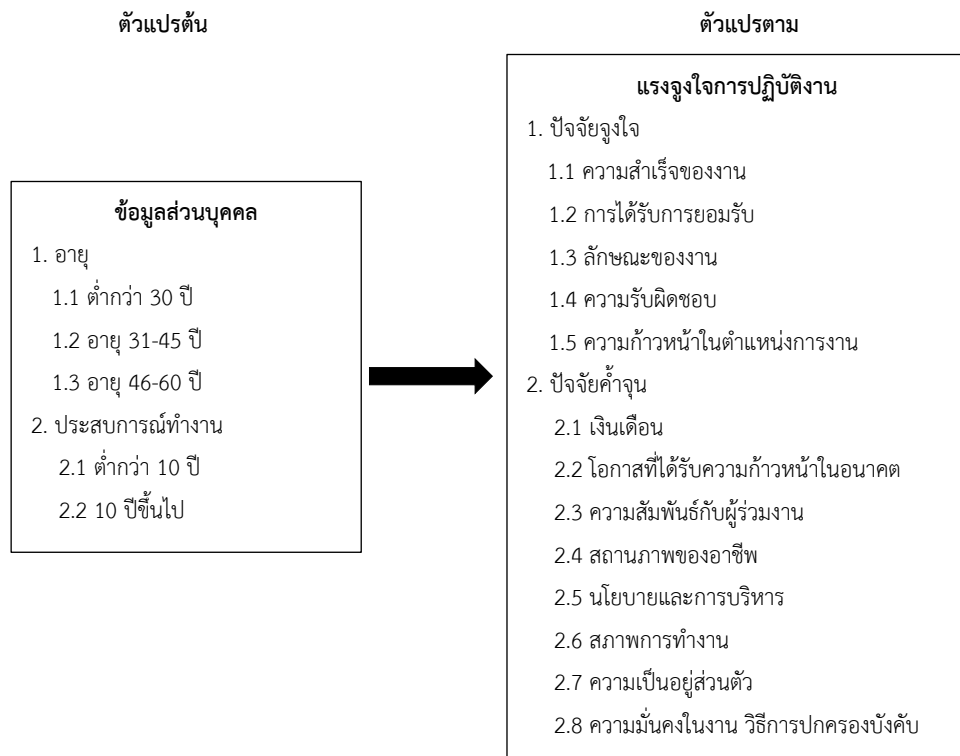 ตัวแปรต้น
ตัวแปรตาม
ข้อมูลส่วนบุคคล
1. อายุ
1.1 ต่ำกว่า 30 ปี
1.2 อายุ 31-45 ปี
1.3 อายุ 46-60 ปี
2. ประสบการณ์ทำงาน
2.1 ต่ำกว่า 10 ปี
2.2 10 ปีขึ้นไป
แรงจูงใจการปฏิบัติงาน
1. ปัจจัยจูงใจ
1.1 ความสำเร็จของงาน
1.2 การได้รับการยอมรับ
1.3 ลักษณะของงาน
1.4 ความรับผิดชอบ
1.5 ความก้าวหน้าในตำแหน่งการงาน
2. ปัจจัยค้ำจุน
2.1 เงินเดือน
2.2 โอกาสที่ได้รับความก้าวหน้าในอนาคต
2.3 ความสัมพันธ์กับผู้ร่วมงาน
2.4 สถานภาพของอาชีพ
2.5 นโยบายและการบริหาร
2.6 สภาพการทำงาน
2.7 ความเป็นอยู่ส่วนตัว
2.8 ความมั่นคงในงาน วิธีการปกครองบังคับ